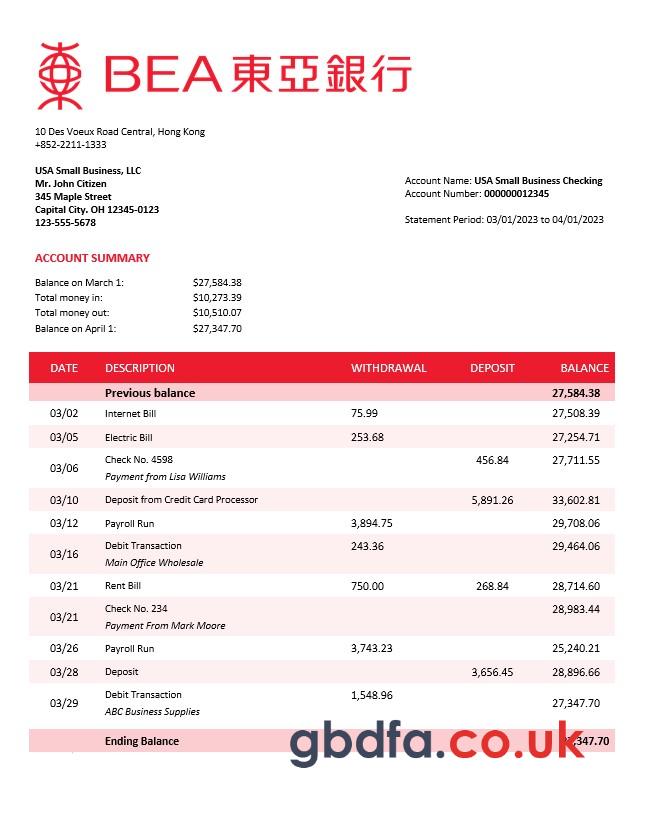 BEA東亞銀行
10 Des Voeux Road Central, Hong Kong
+852-2211-1333
USA Small Business, LLC
Mr. John Citizen
345 Maple Street
Capital City. OH 12345-0123
123-555-5678
Account Name: USA Small Business Checking
Account Number: 000000012345
Statement Period: 03/01/2023 to 04/01/2023
ACCOUNT SUMMARY
Balance on March 1: $27,584.38
Total money in: $10,273.39
Total money out: $10,510.07
Balance on April 1: $27,347.70
DATE DESCRIPTION WITHDRAWAL DEPOSIT BALANCE
Previous balance 27,584.38
03/02 Internet Bill 75.99 27,508.39
03/05 Electric Bill 253.68 27,254.71
03/06 Check No. 4598 456.84 27,711.55
Payment from Lisa Williams
03/10 Deposit from Credit Card Processor 5,891.26 33,602.81
03/12 Payroll Run 3,894.75 29,708.06
03/16 Debit Transaction 243.36 29,464.06
Main Office Wholesale
03/21 Rent Bill 750.00 268.84 28,714.60
03/21 Check No. 234 28,983.44
Payment From Mark Moore
03/26 Payroll Run 3,743.23 25,240.21
03/28 Deposit 3,656.45 28,896.66
03/29 Debit Transaction 1,548.96 27,347.70
ABC Business Supplies
Ending Balance ,347.70
gbdfa.co.uk